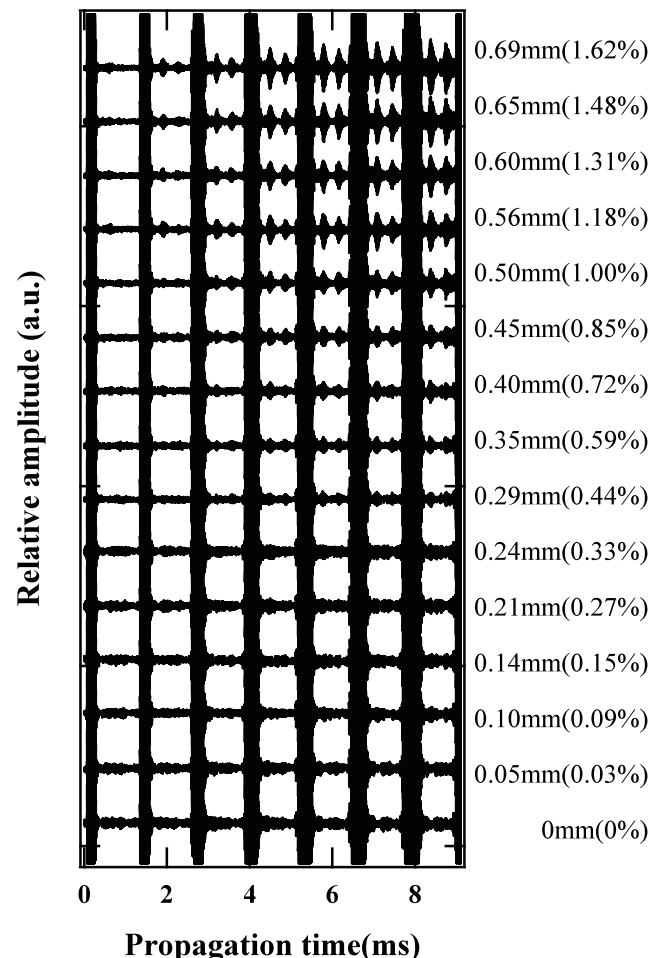 0.69mm(1.62%)
0.65mm(1.48%)
0.60mm(1.31%)
0.56mm(1.18%)
0.50mm(1.00%)
0.45mm(0.85%)
0.40mm(0.72%)
0.35mm(0.59%)
0.29mm(0.44%)
0.24mm(0.33%)
0.21mm(0.27%)
0.14mm(0.15%)
0.10mm(0.09%)
0.05mm(0.03%)
0mm(0%)
Relative amplitude (a.u.)
0 2 4 6 8
Propagation time(ms)